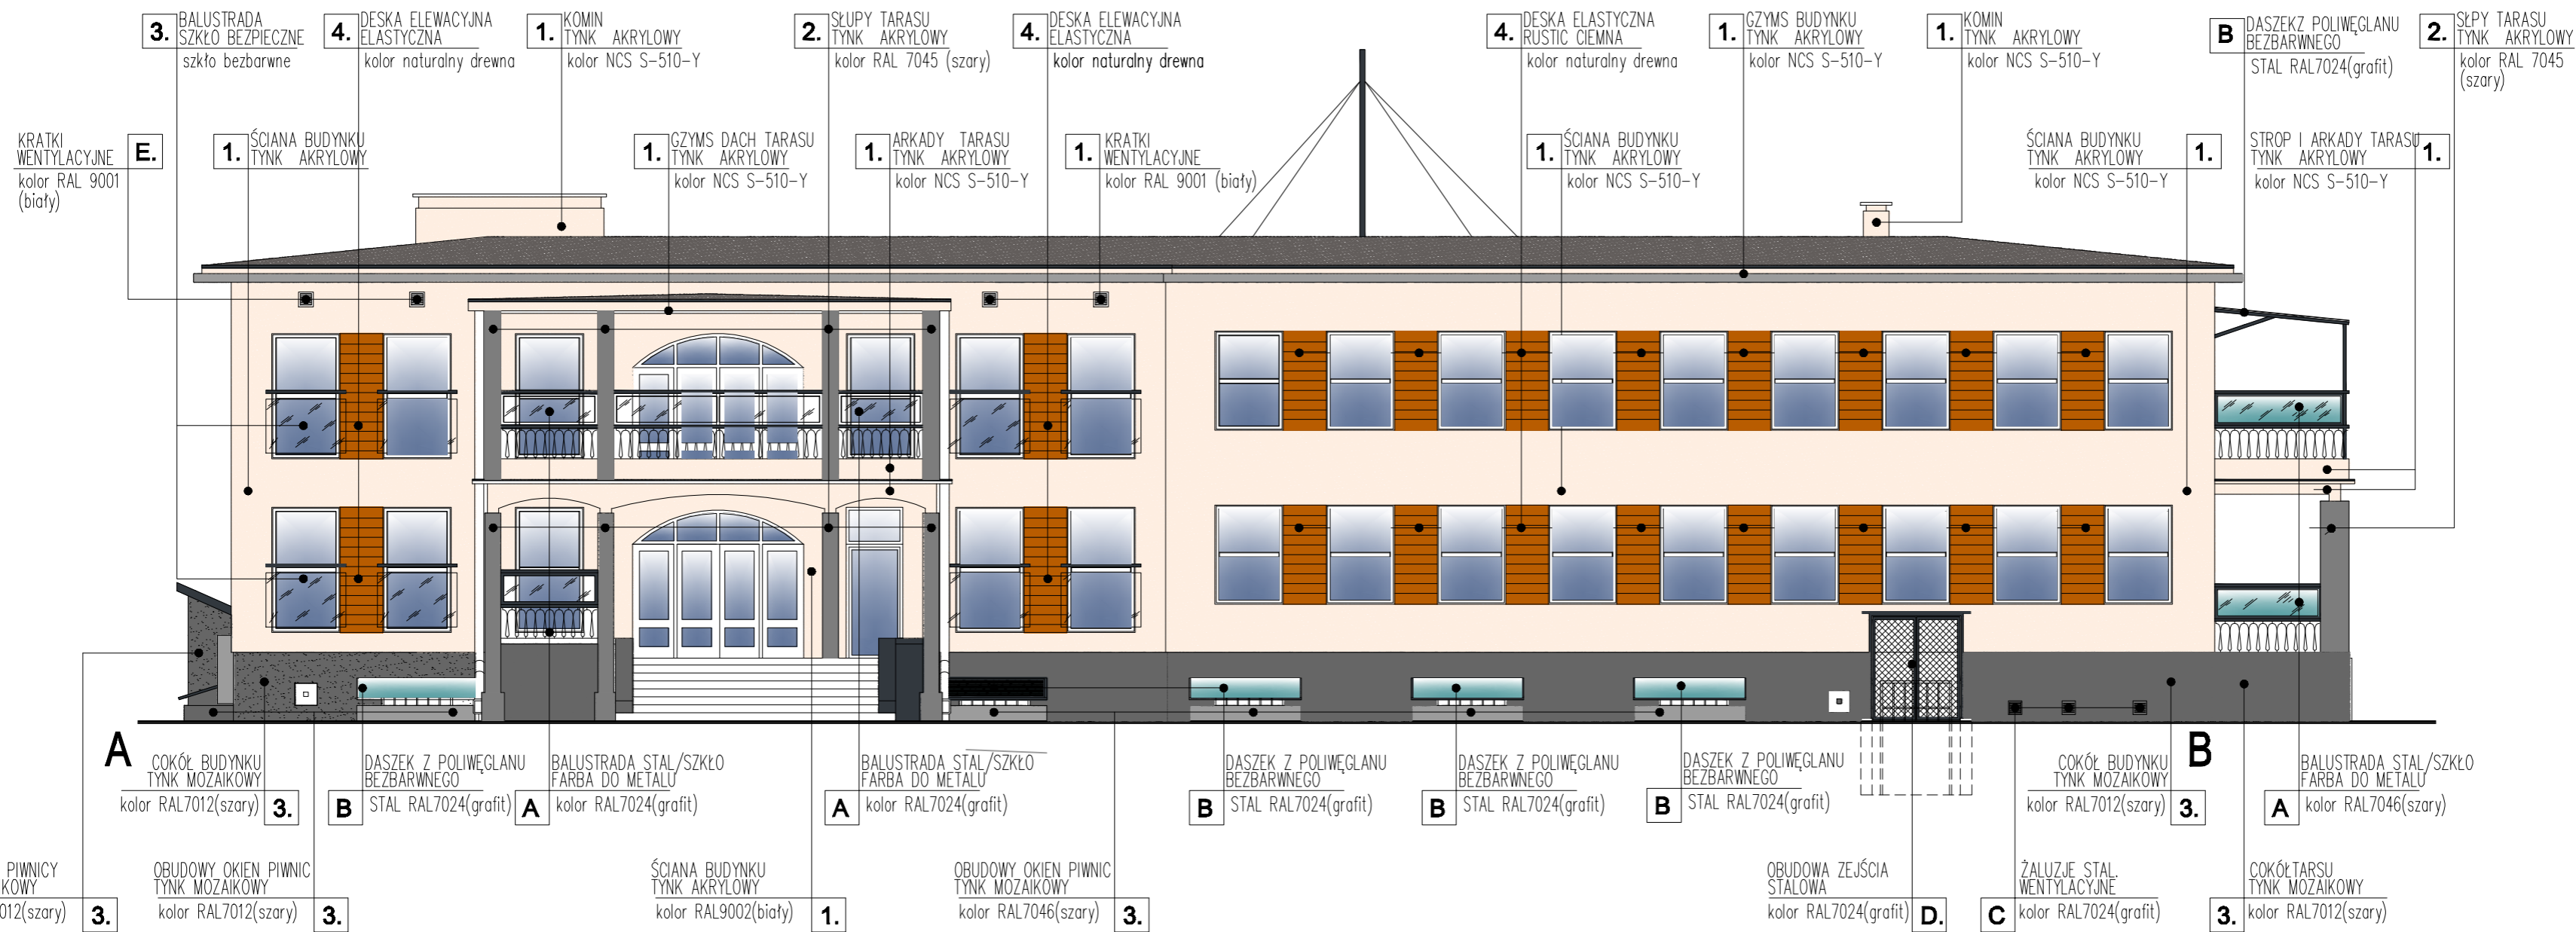 3.
BALUSTRADA
SZKŁO BEZPIECZNE
szkło bezbarwne
4.
DESKA ELEWACYJNA
ELASTYCZNA
kolor naturalny drewna
1.
KOMIN
TYNK AKRYLOWY
kolor NCS S-510-Y
2.
SŁUPY TARASU
TYNK AKRYLOWY
kolor RAL 7045 (szary)
4.
DESKA ELEWACYJNA
ELASTYCZNA
kolor naturalny drewna
4.
DESKA ELASTYCZNA
RUSTIC CIEMNA
kolor naturalny drewna
1.
GZYMS BUDYNKU
TYNK AKRYLOWY
kolor NCS S-510-Y
1.
KOMIN
TYNK AKRYLOWY
kolor NCS S-510-Y
B
DASZEKZ POLIWĘGLANU
BEZBARWNEGO
STAL RAL7024(grafit)
2.
SŁPY TARASU
TYNK AKRYLOWY
kolor RAL 7045
(szary)
KRATKI
WENTYLACYJNE
E.
kolor RAL 9001
(biały)
1.
ŚCIANA BUDYNKU
TYNK AKRYLOWY
1.
GZYMS DACH TARASU
TYNK AKRYLOWY
kolor NCS S-510-Y
1.
ARKADY TARASU
TYNK AKRYLOWY
kolor NCS S-510-Y
1.
KRATKI
WENTYLACYJNE
kolor RAL 9001 (biały)
1.
ŚCIANA BUDYNKU
TYNK AKRYLOWY
kolor NCS S-510-Y
ŚCIANA BUDYNKU
TYNK AKRYLOWY
1.
kolor NCS S-510-Y
STROP I ARKADY TARASU
TYNK AKRYLOWY
1.
kolor NCS S-510-Y
A
B
COKÓŁ BUDYNKU
TYNK MOZAIKOWY
kolor RAL7012(szary)
3.
DASZEK Z POLIWĘGLANU
BEZBARWNEGO
B
STAL RAL7024(grafit)
BALUSTRADA STAL/SZKŁO
FARBA DO METALU
A
kolor RAL7024(grafit)
BALUSTRADA STAL/SZKŁO
FARBA DO METALU
A
kolor RAL7024(grafit)
DASZEK Z POLIWĘGLANU
BEZBARWNEGO
B
STAL RAL7024(grafit)
DASZEK Z POLIWĘGLANU
BEZBARWNEGO
B
STAL RAL7024(grafit)
DASZEK Z POLIWĘGLANU
BEZBARWNEGO
B
STAL RAL7024(grafit)
COKÓŁ BUDYNKU
TYNK MOZAIKOWY
kolor RAL7012(szary)
3.
BALUSTRADA STAL/SZKŁO
FARBA DO METALU
A
kolor RAL7046(szary)
PIWNICY
KOWY
012(szary)
3.
OBUDOWY OKIEN PIWNIC
TYNK MOZAIKOWY
kolor RAL7012(szary)
3.
ŚCIANA BUDYNKU
TYNK AKRYLOWY
kolor RAL9002(biały)
1.
OBUDOWY OKIEN PIWNIC
TYNK MOZAIKOWY
kolor RAL7046(szary)
3.
OBUDOWA ZEJŚCIA
STALOWA
kolor RAL7024(grafit)
D.
C
ŻALUZJE STAL.
WENTYLACYJNE
kolor RAL7024(grafit)
3.
COKÓŁTARSU
TYNK MOZAIKOWY
kolor RAL7012(szary)